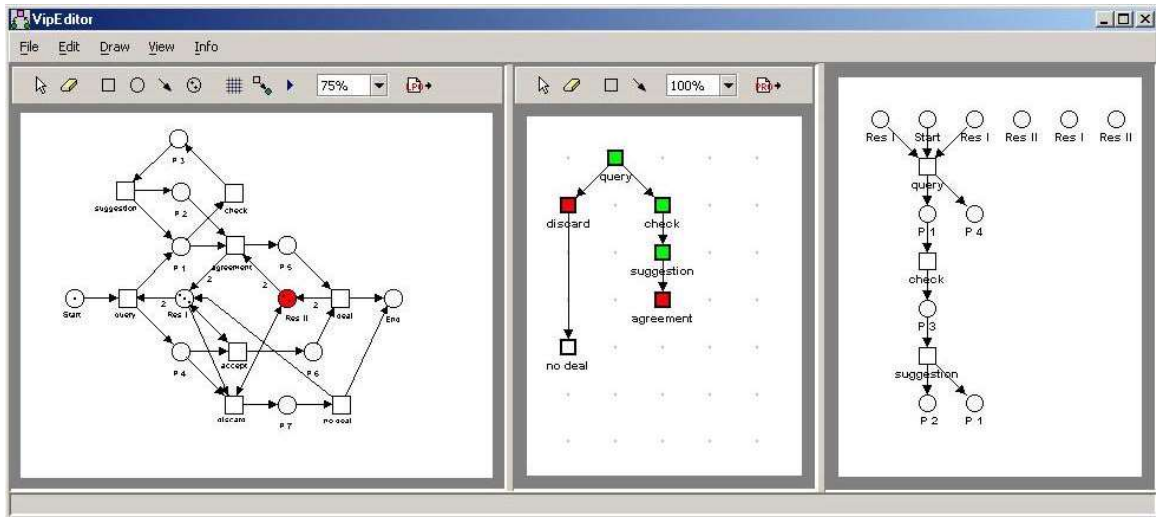 VipEditor
File Edit Draw View Info
75%
LPO
100%
PRO
P 3
suggestion
P 2
check
P 1
agreement
P 5
2
2
Start
query
2
Res I
Res II
2
deal
End
P 4
accept
P 6
discard
P 7
no deal
query
discard
check
suggestion
agreement
no deal
Res I Start Res I Res II Res I Res II
query
P 1 P 4
check
P 3
suggestion
P 2 P 1